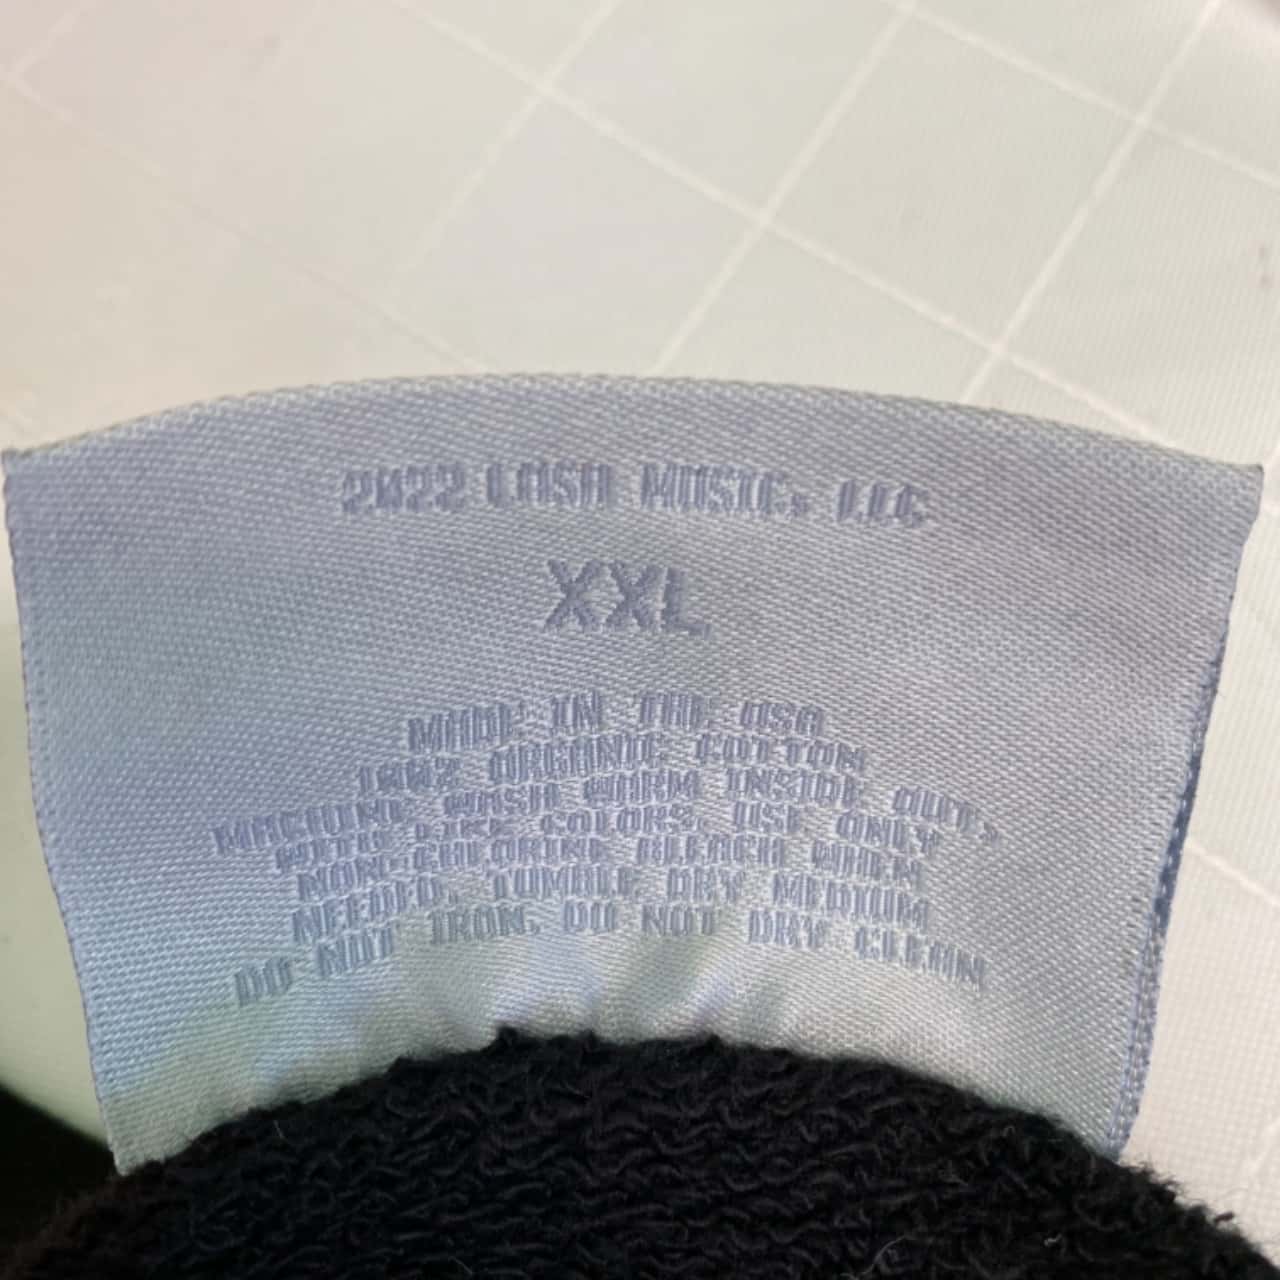 2022 LASA MUSIC, LLC
XXL
MADE IN THE USA
100% ORGANIC COTTON
MACHINE WASH WARM INSIDE OUT,
WITH LIKE COLORS. USE ONLY
NON-CHLORINE BLEACH WHEN
NEEDED. TUMBLE DRY MEDIUM
DO NOT IRON. DO NOT DRY CLEAN